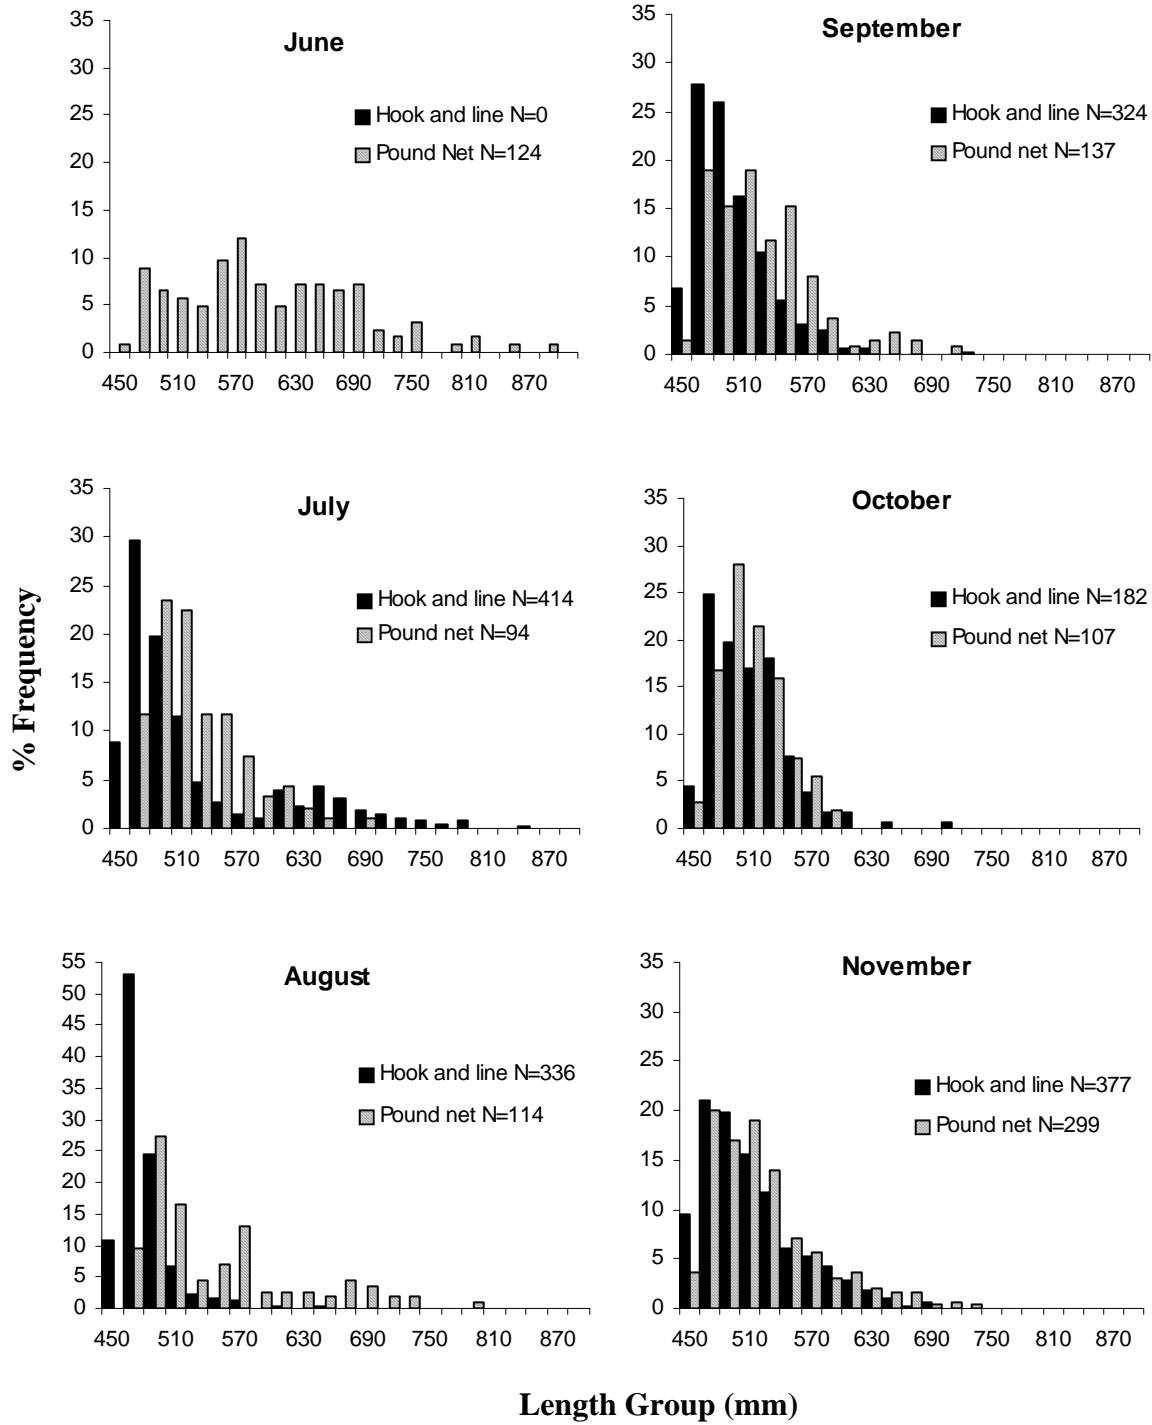 June
35
30
25
20
15
10
5
0
Hook and line N=0
Pound Net N=124
450 510 570 630 690 750 810 870
September
35
30
25
20
15
10
5
0
Hook and line N=324
Pound net N=137
450 510 570 630 690 750 810 870
% Frequency
July
35
30
25
20
15
10
5
0
Hook and line N=414
Pound net N=94
450 510 570 630 690 750 810 870
October
35
30
25
20
15
10
5
0
Hook and line N=182
Pound net N=107
450 510 570 630 690 750 810 870
August
55
50
45
40
35
30
25
20
15
10
5
0
Hook and line N=336
Pound net N=114
450 510 570 630 690 750 810 870
November
35
30
25
20
15
10
5
0
Hook and line N=377
Pound net N=299
450 510 570 630 690 750 810 870
Length Group (mm)